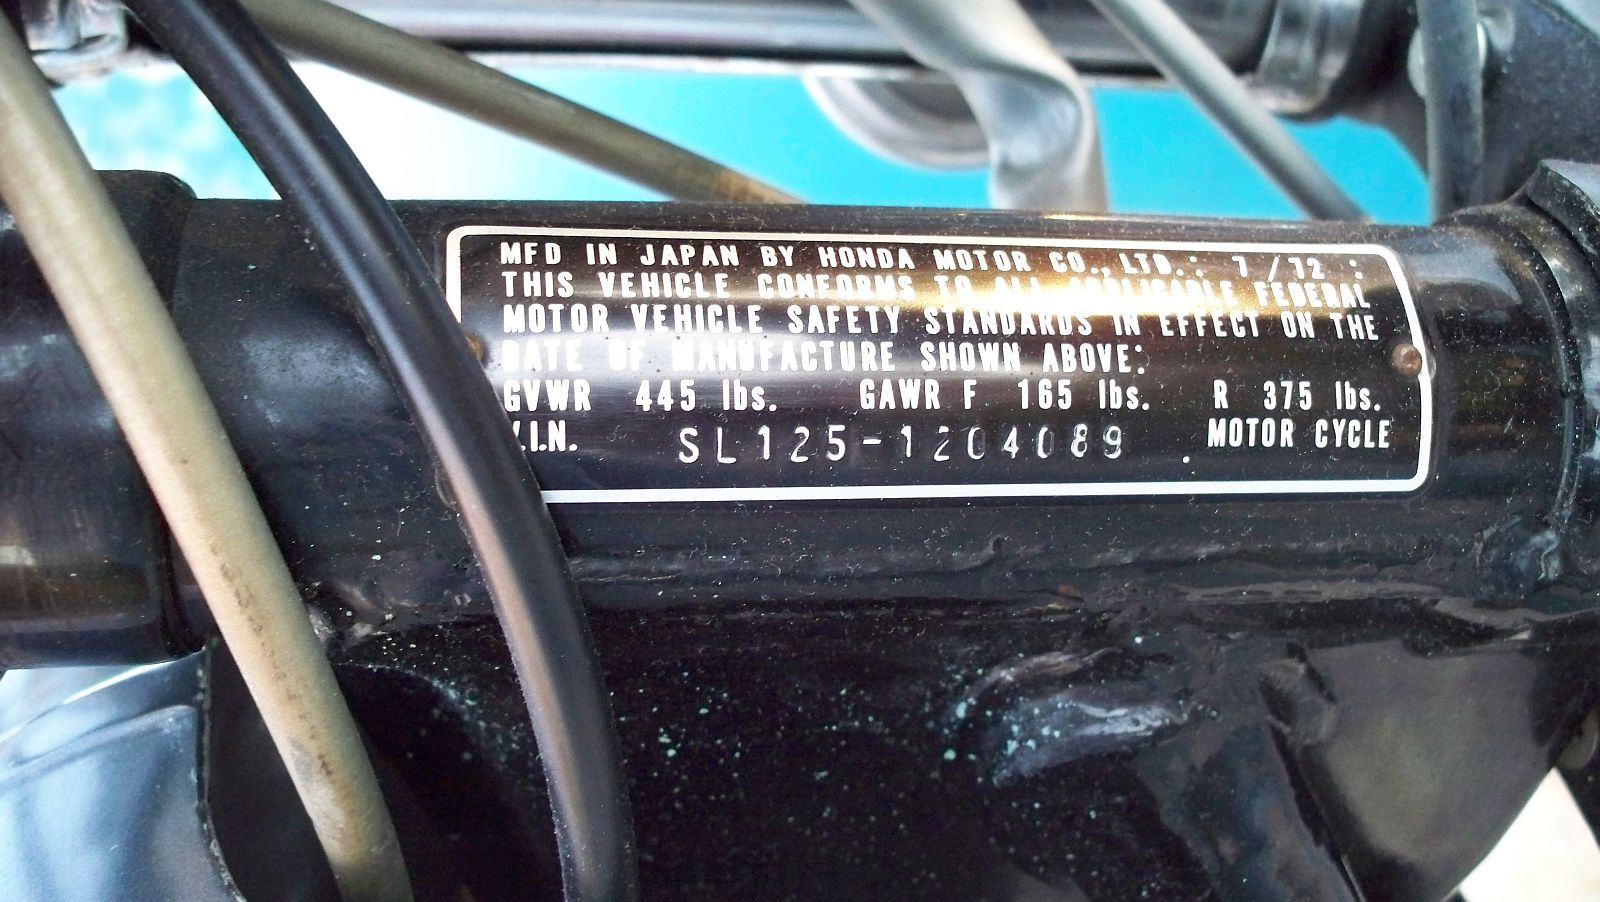 MFD IN JAPAN BY HONDA MOTOR CO., LTD.: 7 / 72 :
THIS VEHICLE CONFORMS TO ALL APPLICABLE FEDERAL
MOTOR VEHICLE SAFETY STANDARDS IN EFFECT ON THE
DATE OF MANUFACTURE SHOWN ABOVE:
GVWR 445 lbs. GAWR F 165 lbs. R 375 lbs.
V.I.N. SL125-1204089 . MOTOR CYCLE